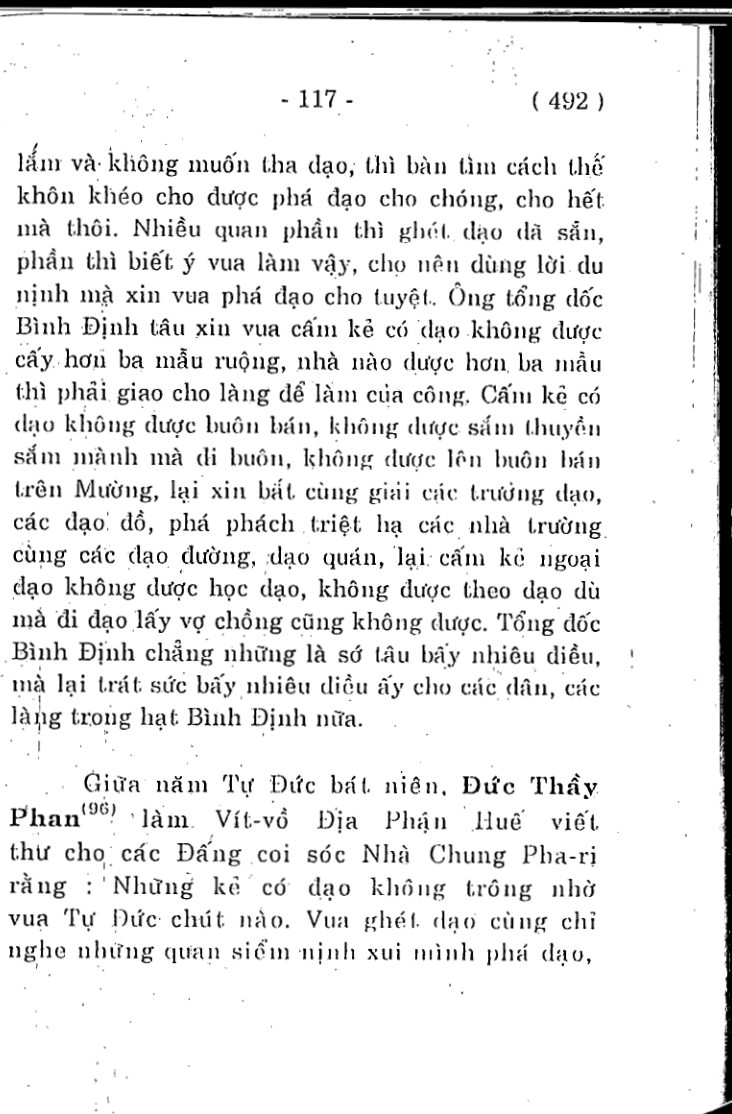 - 117 - ( 492 )
lắm và không muốn tha dạo, thì bàn tìm cách thế
khôn khéo cho được phá đạo cho chóng, cho hết
mà thôi. Nhiều quan phần thì ghét dạo dã sẵn,
phần thì biết ý vua làm vậy, cho nên dùng lời du
nịnh mà xin vua phá đạo cho tuyệt. Ông tổng dốc
Bình Định tâu xin vua cấm kẻ có dạo không được
cấy hơn ba mẫu ruộng, nhà nào dược hơn ba mẫu
thì phải giao cho làng để làm của công. Cấm kẻ có
dạo không dược buôn bán, không dược sắm thuyền
sắm mành mà di buôn, không dược lên buôn bán
trên Mường, lại xin bắt cùng giải các trưởng dạo,
các dạo đồ, phá phách triệt hạ các nhà trường
cùng các dạo đường, dạo quán, lại cấm kẻ ngoại
dạo không dược học dạo, không được theo dạo dù
mà di đạo lấy vợ chồng cũng không dược. Tổng đốc
Bình Định chẳng những là sớ tâu bấy nhiêu diều,
mà lại trát sức bấy nhiêu diều ấy cho các dân, các
làng trong hạt Bình Định nữa.
Giữa năm Tự Đức bát niên, Đức Thầy
Phan(96) làm Vít-vồ Địa Phận Huế viết
thư cho các Đấng coi sóc Nhà Chung Pha-ri
rằng : Những kẻ có đạo không trông nhờ
vua Tự Đức chút nào. Vua ghét dạo cùng chỉ
nghe những quan siểm nịnh xui mình phá dạo,